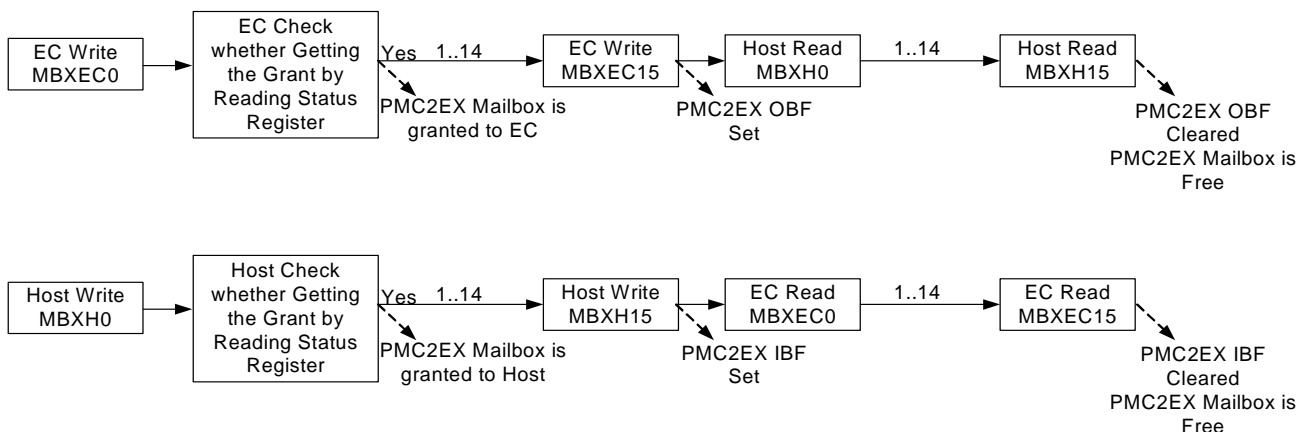 EC Write
MBXEC0
EC Check
whether Getting
the Grant by
Reading Status
Register
Yes 1..14
PMC2EX Mailbox is
granted to EC
EC Write
MBXEC15
PMC2EX OBF
Set
Host Read
MBXH0
1..14
Host Read
MBXH15
PMC2EX OBF
Cleared
PMC2EX Mailbox is
Free
Host Write
MBXH0
Host Check
whether Getting
the Grant by
Reading Status
Register
Yes 1..14
PMC2EX Mailbox is
granted to Host
Host Write
MBXH15
PMC2EX IBF
Set
EC Read
MBXEC0
1..14
EC Read
MBXEC15
PMC2EX IBF
Cleared
PMC2EX Mailbox is
Free